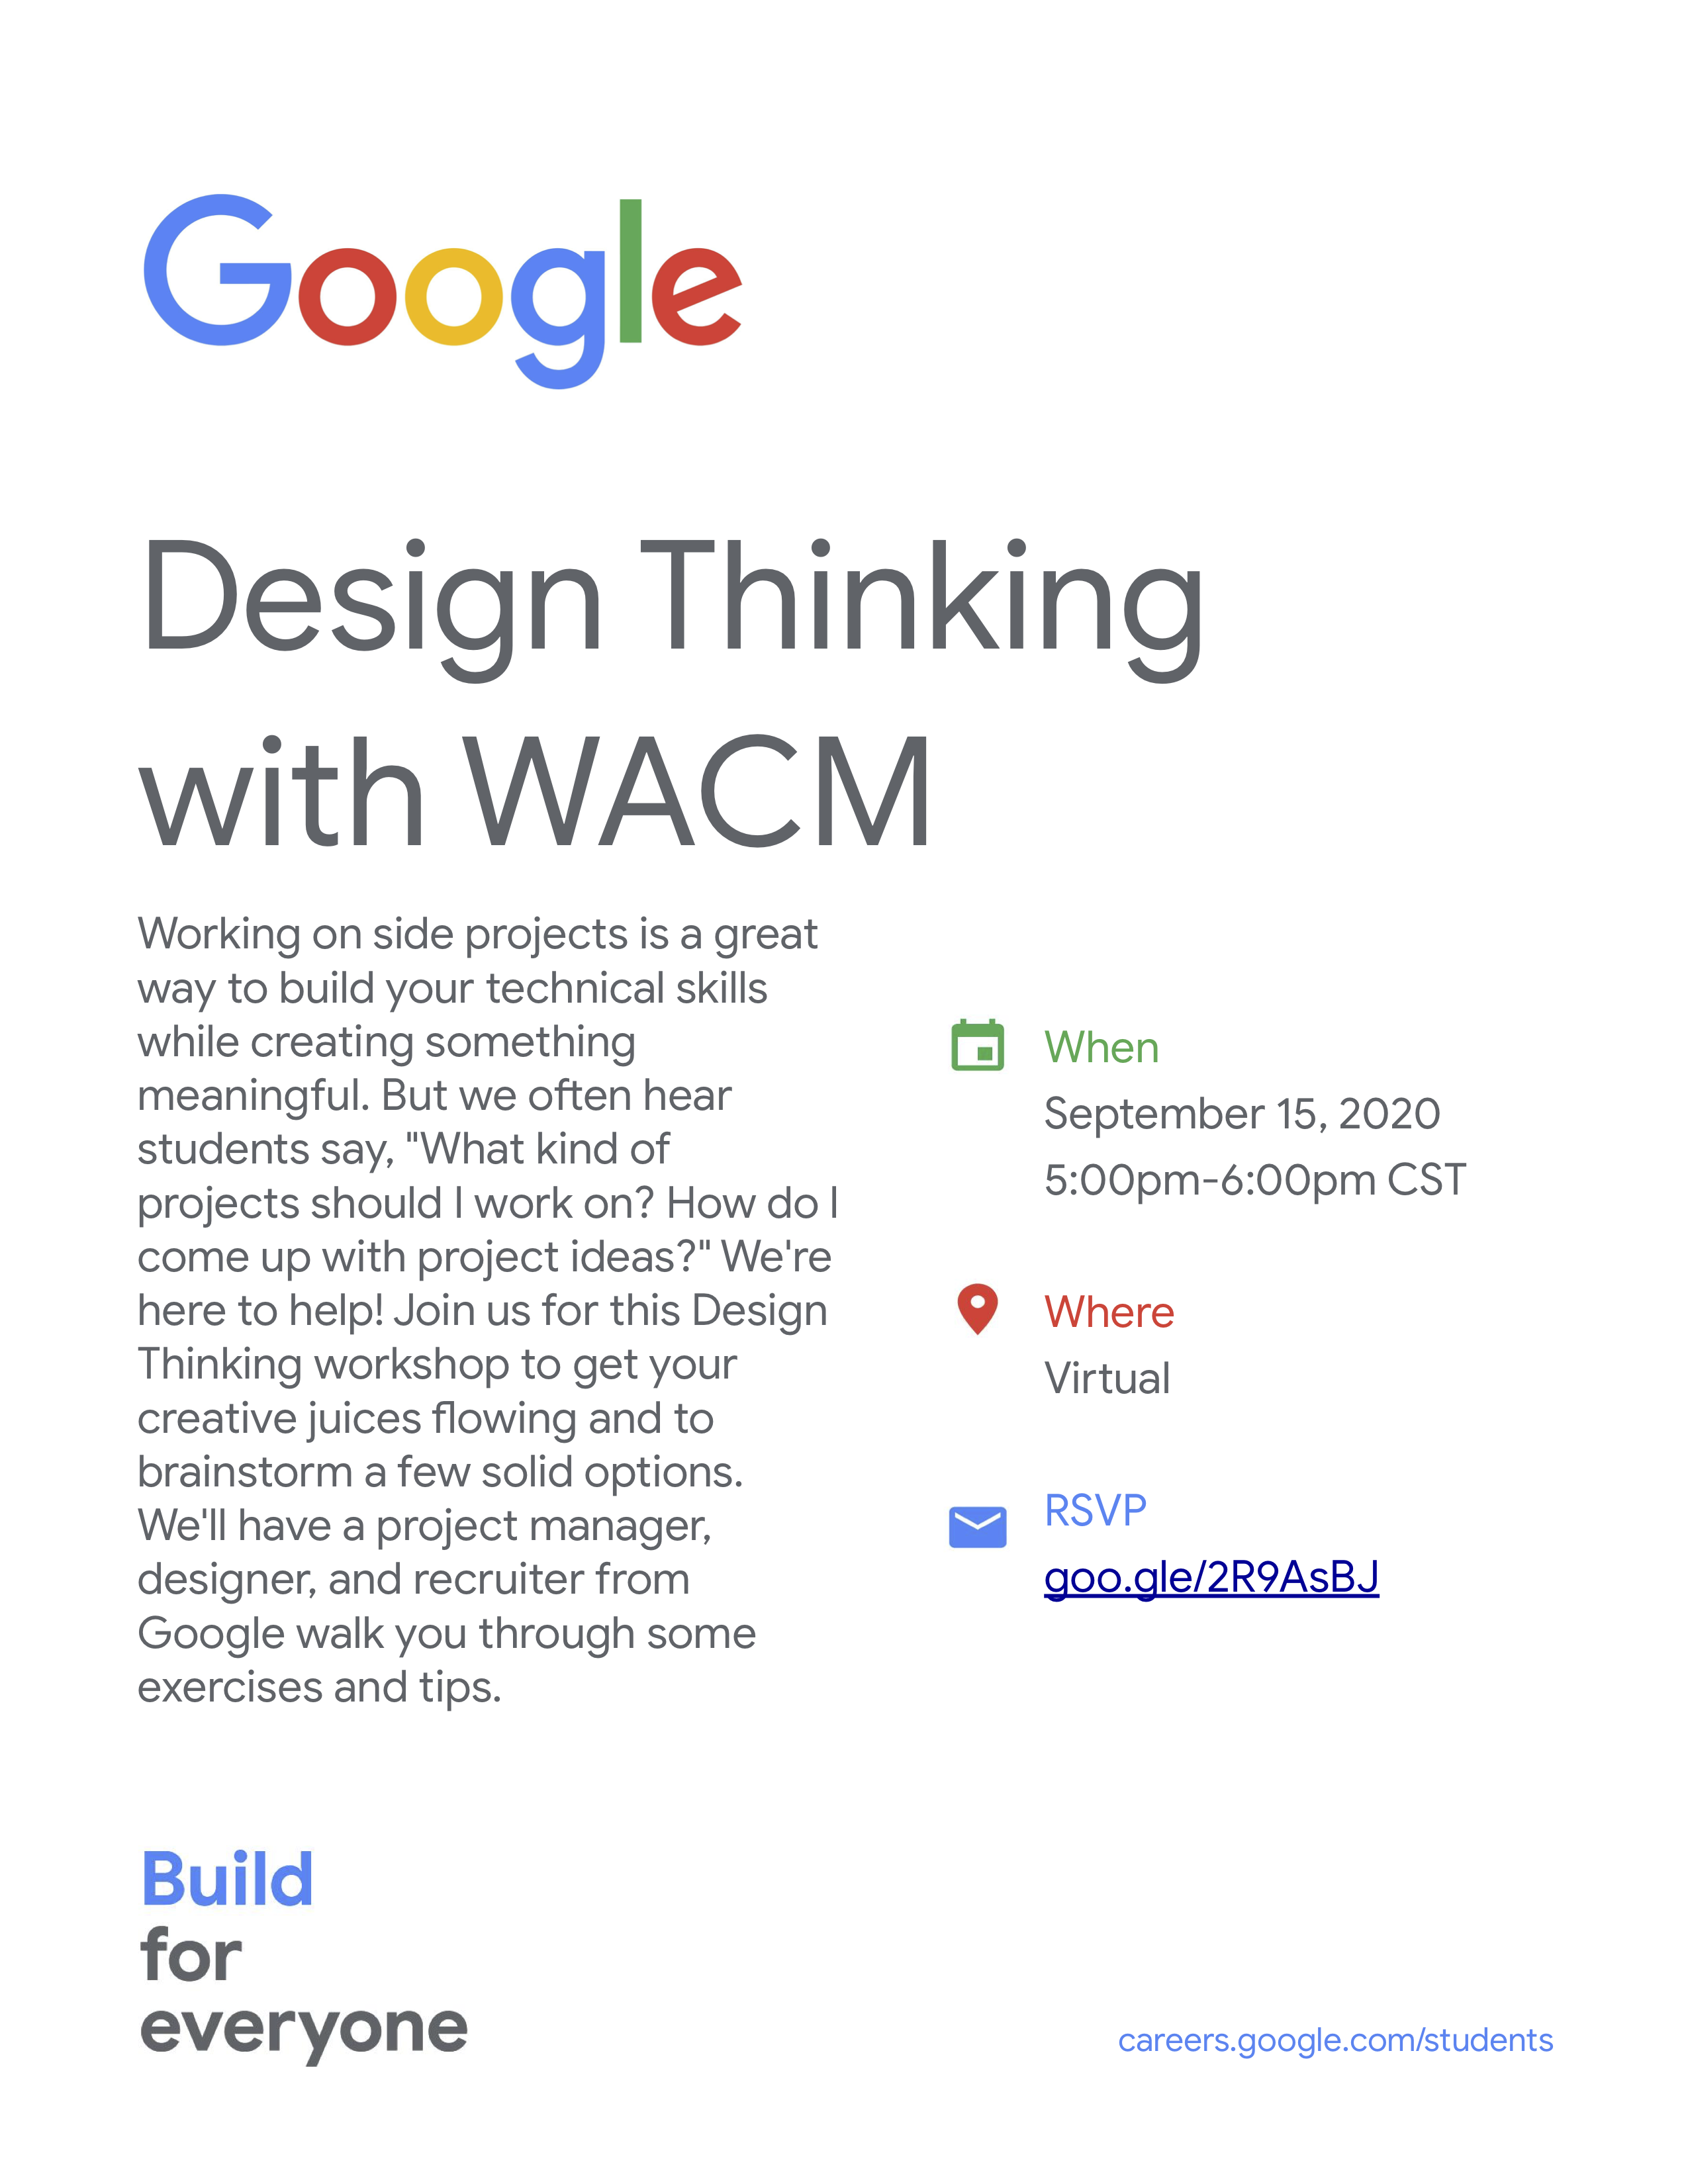 Google
Design Thinking
with WACM
Working on side projects is a great
way to build your technical skills
while creating something
meaningful. But we often hear
students say, "What kind of
projects should I work on? How do I
come up with project ideas?" We're
here to help! Join us for this Design
Thinking workshop to get your
creative juices flowing and to
brainstorm a few solid options.
We'll have a project manager,
designer, and recruiter from
Google walk you through some
exercises and tips.
When
September 15, 2020
5:00pm-6:00pm CST
Where
Virtual
RSVP
goo.gle/2R9AsBJ
Build
for
everyone
careers.google.com/students